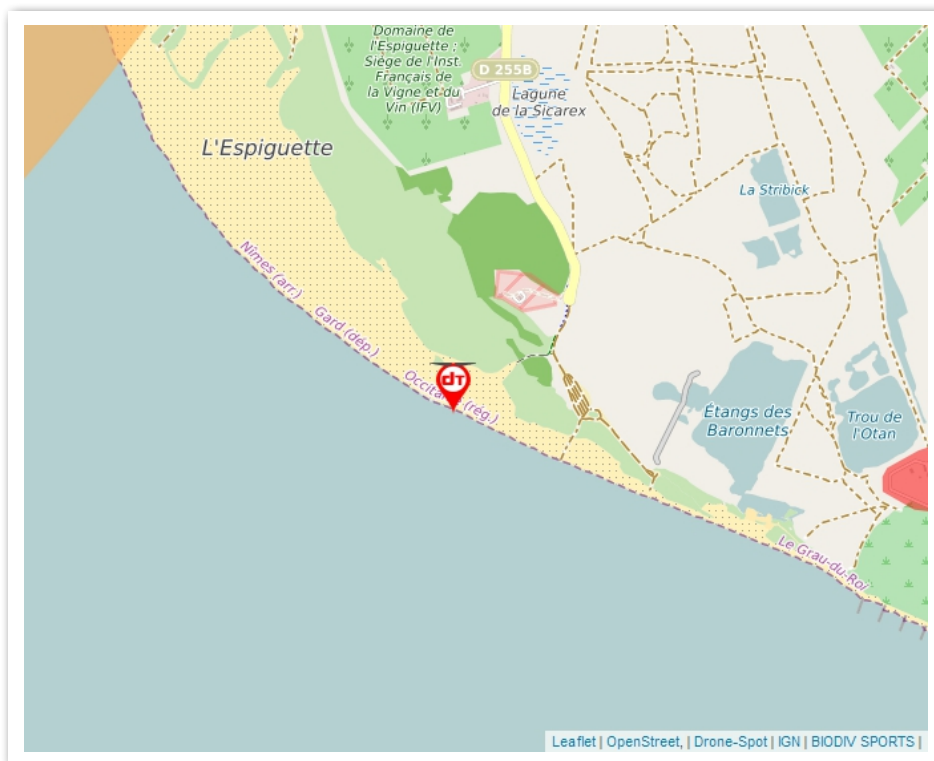 Domaine de
l'Espiguette :
Siège de l'Inst.
Français de
la Vigne et du
Vin (IFV)
D 255B
Lagune
de la Sicarex
L'Espiguette
La Stribick
Nîmes (arr.)
Gard (dép.)
Occitanie (rég.)
DT
Étangs des
Baronnets
Trou de
l'Otan
Le Grau-du-Roi
Leaflet | OpenStreet, | Drone-Spot | IGN | BIODIV SPORTS |